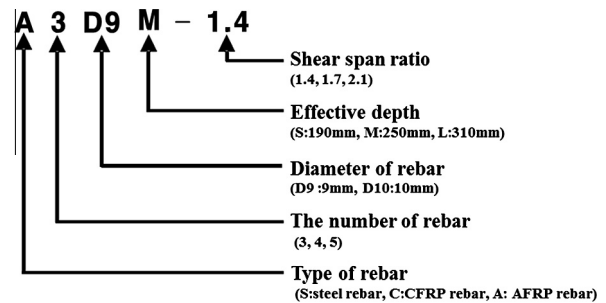 A 3 D9 M - 1.4
Shear span ratio
(1.4, 1.7, 2.1)
Effective depth
(S:190mm, M:250mm, L:310mm)
Diameter of rebar
(D9 :9mm, D10:10mm)
The number of rebar
(3, 4, 5)
Type of rebar
(S:steel rebar, C:CFRP rebar, A: AFRP rebar)